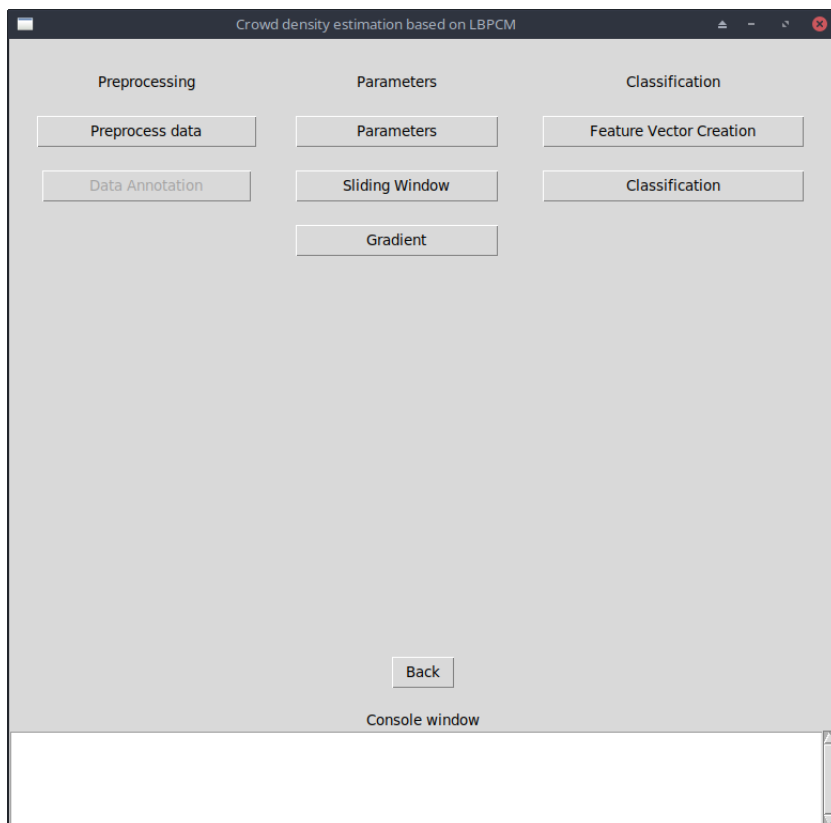 Crowd density estimation based on LBPCM
Preprocessing Parameters Classification
Preprocess data Parameters Feature Vector Creation
Data Annotation Sliding Window Classification
Gradient
Back
Console window